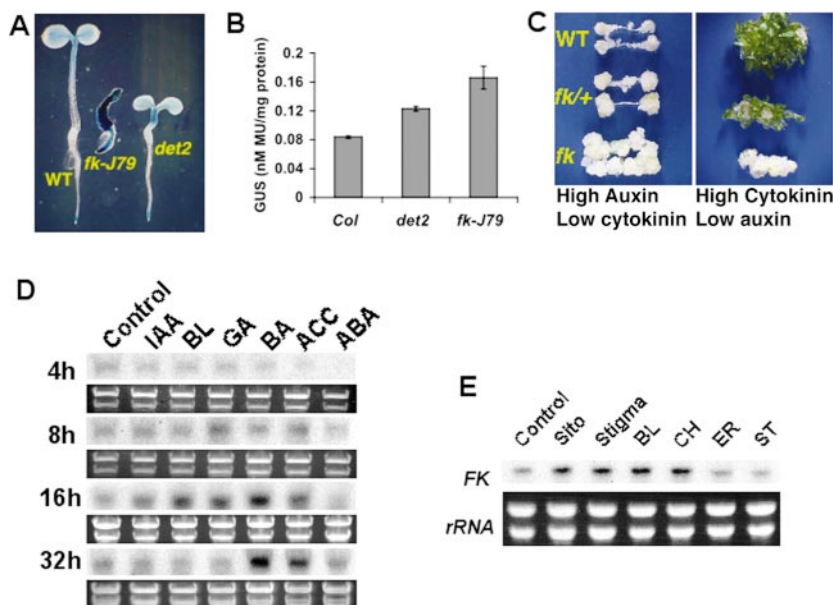 A
WT
fk-J79
det2
B
GUS (nM MU/mg protein)
0.2
0.16
0.12
0.08
0.04
0
Col det2 fk-J79
C
WT
fk/+
fk
High Auxin
Low cytokinin
High Cytokinin
Low auxin
D
Control IAA BL GA BA ACC ABA
4h
8h
16h
32h
E
Control Sito Stigma BL CH ER ST
FK
rRNA